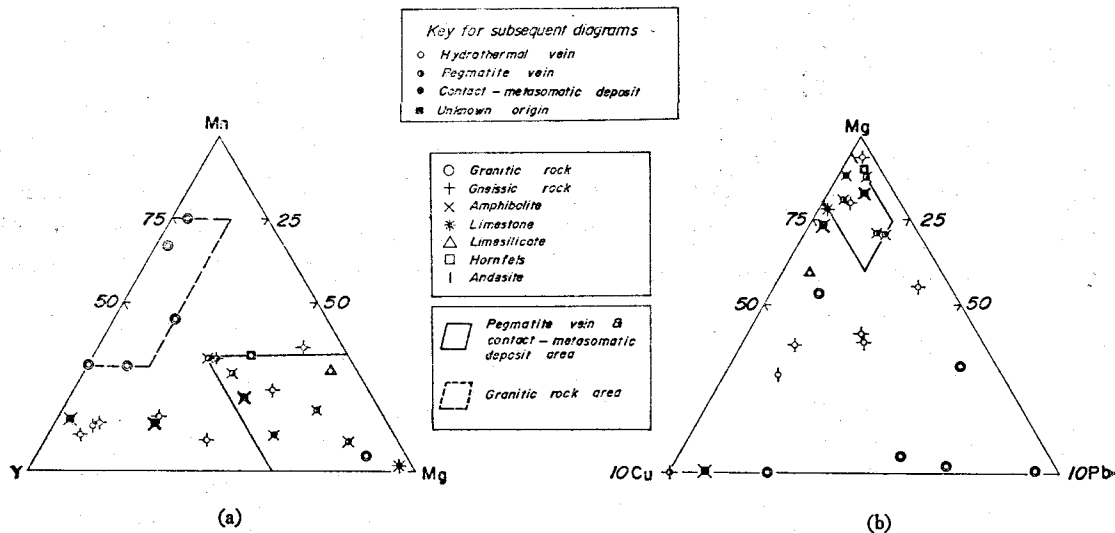 Key for subsequent diagrams
Hydrothermal vein
Pegmatite vein
Contact-metasomatic deposit
Unknown origin
Mn
75
25
50
50
Y
Mg
(a)
Granitic rock
Gneissic rock
Amphibolite
Limestone
Limesilicate
Hornfels
Andasite
Pegmatite vein &
contact-metasomatic
deposit area
Granitic rock area
Mg
75
25
50
50
10Cu
10Pb
(b)